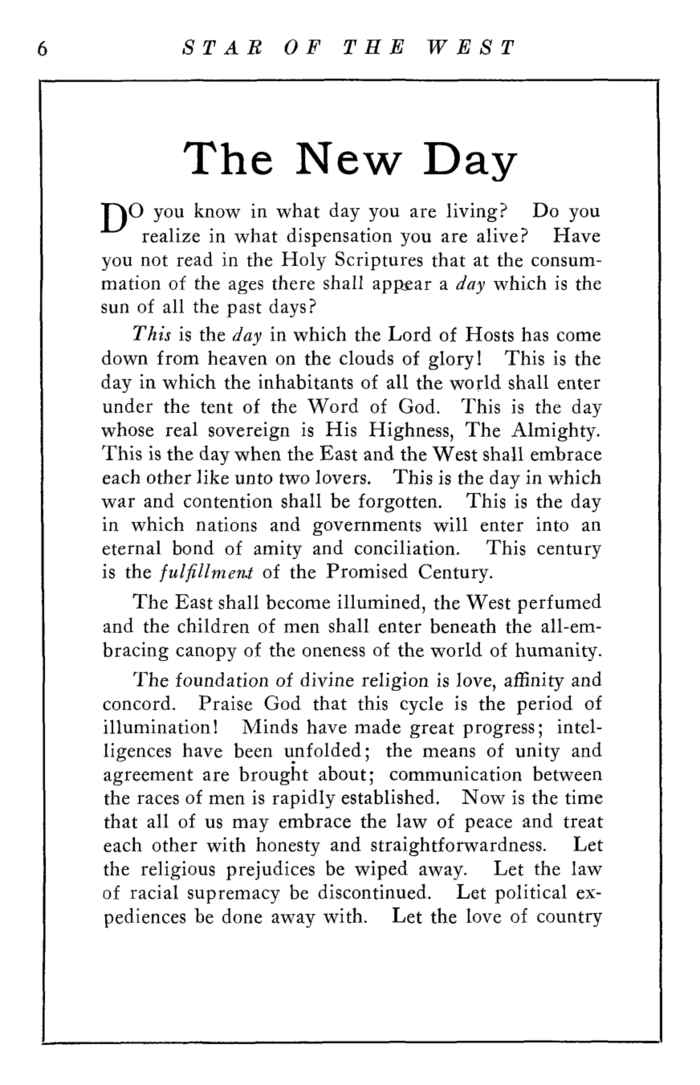 6 STAR OF THE WEST
The New Day
DO you know in what day you are living? Do you
realize in what dispensation you are alive? Have
you not read in the Holy Scriptures that at the consum-
mation of the ages there shall appear a day which is the
sun of all the past days?
This is the day in which the Lord of Hosts has come
down from heaven on the clouds of glory! This is the
day in which the inhabitants of all the world shall enter
under the tent of the Word of God. This is the day
whose real sovereign is His Highness, The Almighty.
This is the day when the East and the West shall embrace
each other like unto two lovers. This is the day in which
war and contention shall be forgotten. This is the day
in which nations and governments will enter into an
eternal bond of amity and conciliation. This century
is the fulfillment of the Promised Century.
The East shall become illumined, the West perfumed
and the children of men shall enter beneath the all-em-
bracing canopy of the oneness of the world of humanity.
The foundation of divine religion is love, affinity and
concord. Praise God that this cycle is the period of
illumination! Minds have made great progress; intel-
ligences have been unfolded; the means of unity and
agreement are brought about; communication between
the races of men is rapidly established. Now is the time
that all of us may embrace the law of peace and treat
each other with honesty and straightforwardness. Let
the religious prejudices be wiped away. Let the law
of racial supremacy be discontinued. Let political ex-
pediences be done away with. Let the love of country